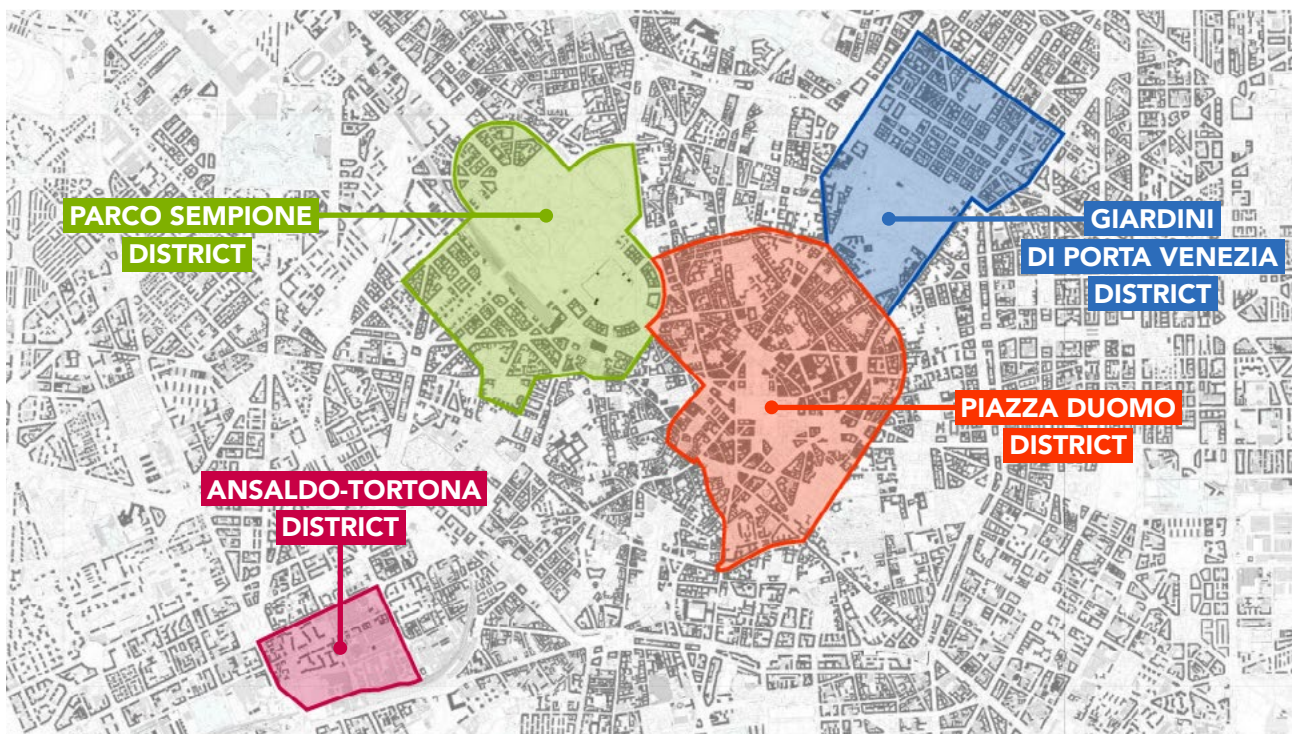 PARCO SEMPIONE
DISTRICT
GIARDINI
DI PORTA VENEZIA
DISTRICT
PIAZZA DUOMO
DISTRICT
ANSALDO-TORTONA
DISTRICT